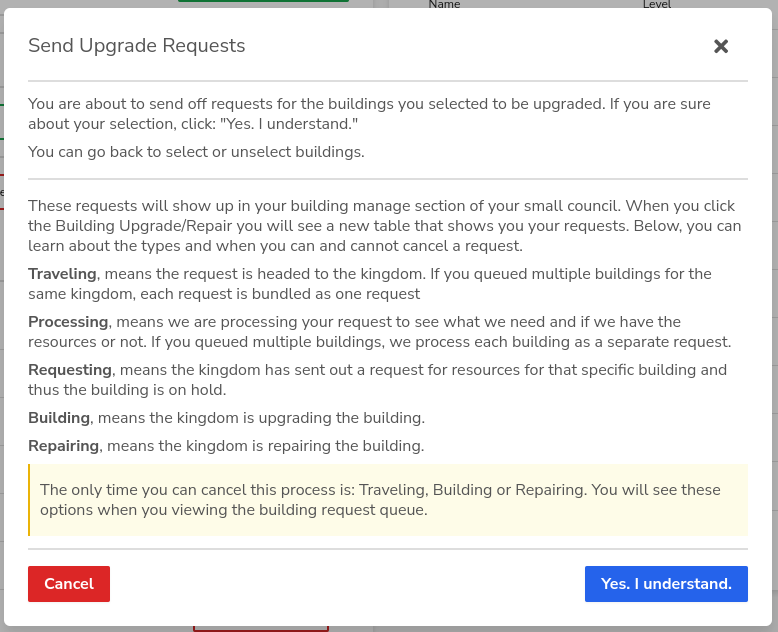 Name Level
Send Upgrade Requests
You are about to send off requests for the buildings you selected to be upgraded. If you are sure
about your selection, click: "Yes. I understand."
You can go back to select or unselect buildings.
These requests will show up in your building manage section of your small council. When you click
the Building Upgrade/Repair you will see a new table that shows you your requests. Below, you can
learn about the types and when you can and cannot cancel a request.
Traveling, means the request is headed to the kingdom. If you queued multiple buildings for the
same kingdom, each request is bundled as one request
Processing, means we are processing your request to see what we need and if we have the
resources or not. If you queued multiple buildings, we process each building as a separate request.
Requesting, means the kingdom has sent out a request for resources for that specific building and
thus the building is on hold.
Building, means the kingdom is upgrading the building.
Repairing, means the kingdom is repairing the building.
The only time you can cancel this process is: Traveling, Building or Repairing. You will see these
options when you viewing the building request queue.
Cancel
Yes. I understand.